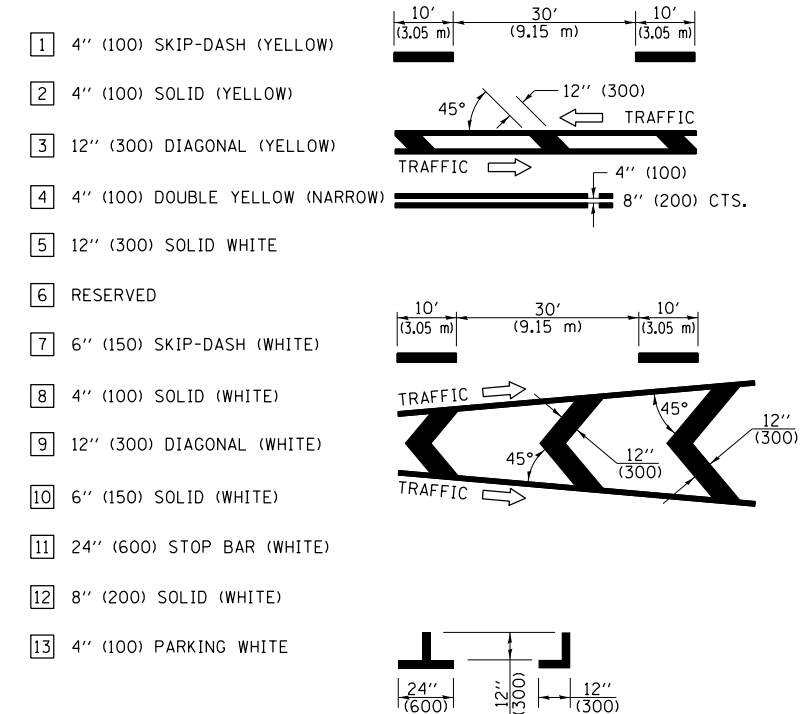 10' 30' 10'
(3.05 m) (9.15 m) (3.05 m)
1 4'' (100) SKIP-DASH (YELLOW)
2 4'' (100) SOLID (YELLOW)
45° 12'' (300)
TRAFFIC
3 12'' (300) DIAGONAL (YELLOW)
TRAFFIC
4'' (100)
4 4'' (100) DOUBLE YELLOW (NARROW)
8'' (200) CTS.
5 12'' (300) SOLID WHITE
6 RESERVED
10' 30' 10'
(3.05 m) (9.15 m) (3.05 m)
7 6'' (150) SKIP-DASH (WHITE)
8 4'' (100) SOLID (WHITE)
TRAFFIC
45°
12''
(300)
9 12'' (300) DIAGONAL (WHITE)
45°
12''
(300)
TRAFFIC
10 6'' (150) SOLID (WHITE)
11 24'' (600) STOP BAR (WHITE)
12 8'' (200) SOLID (WHITE)
13 4'' (100) PARKING WHITE
24''
(600)
12''
(300)
12''
(300)